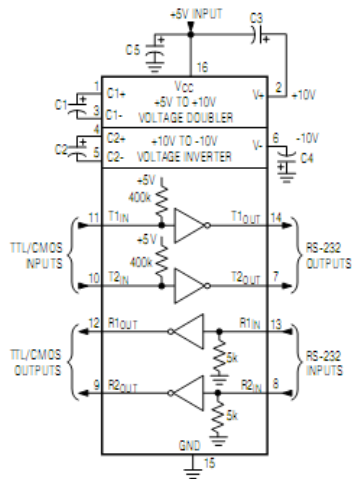 +5V INPUT
C3
C5
16
VCC
1
C1+
+5V TO +10V
V+
2
+10V
C1
3
C1-
VOLTAGE DOUBLER
4
C2+
+10V TO -10V
V-
6
-10V
C2
5
C2-
VOLTAGE INVERTER
C4
+5V
400k
11
T1IN
T1OUT
14
TTL/CMOS
INPUTS
+5V
400k
RS-232
OUTPUTS
10
T2IN
T2OUT
7
12
R1OUT
R1IN
13
TTL/CMOS
OUTPUTS
5k
RS-232
INPUTS
9
R2OUT
R2IN
8
5k
GND
15